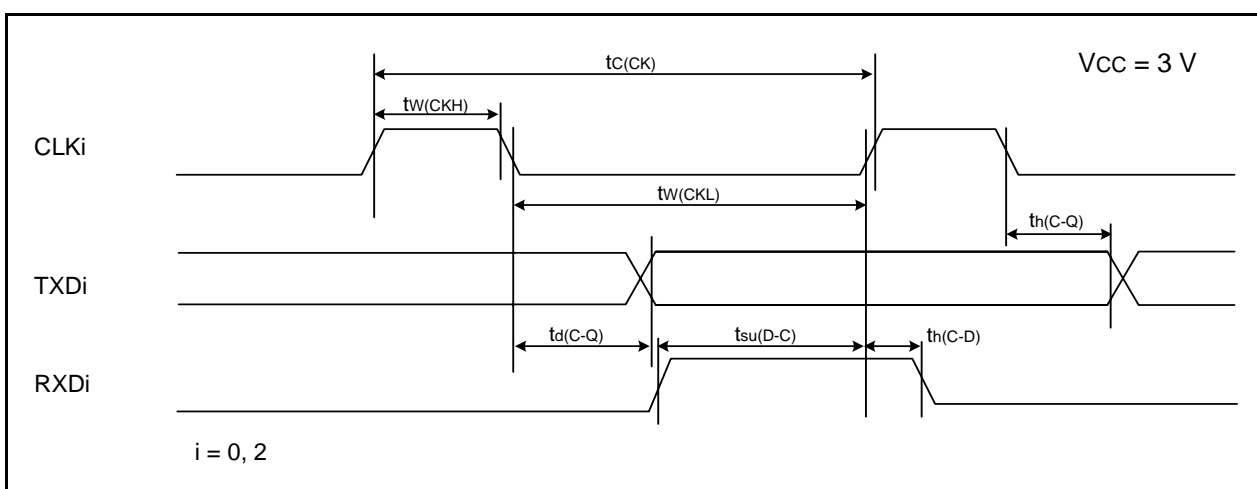 tC(CK)
VCC = 3 V
tW(CKH)
CLKi
tW(CKL)
th(C-Q)
TXDi
td(C-Q)
tsu(D-C)
th(C-D)
RXDi
i = 0, 2